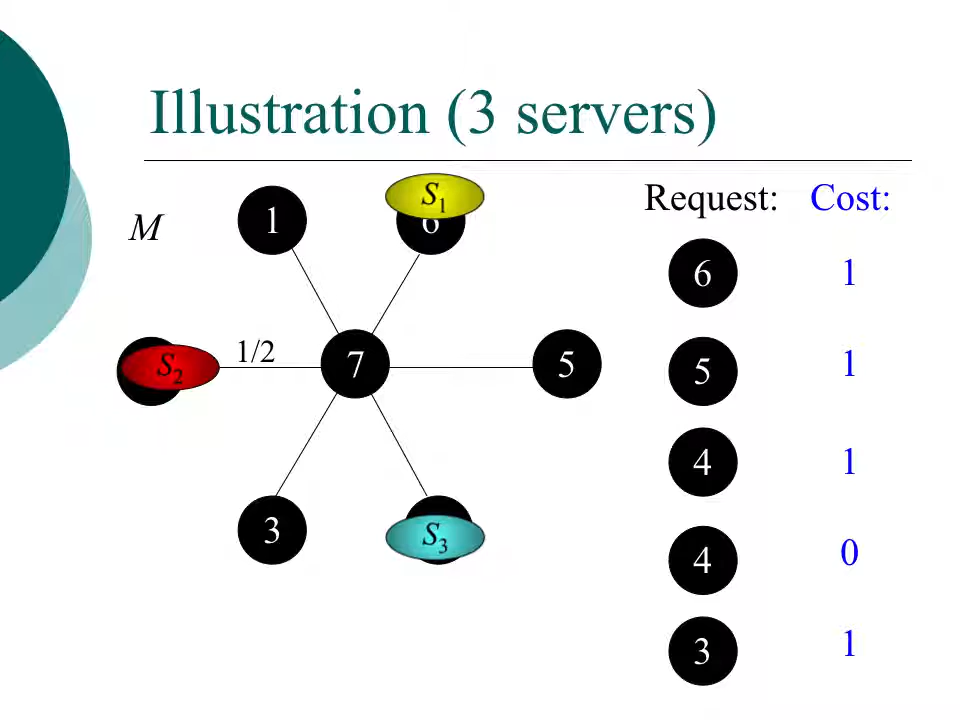 Illustration (3 servers)
M
1
S1
6
Request: Cost:
6 1
S2
1/2
7
5
5 1
4 1
3
S3
4 0
3 1